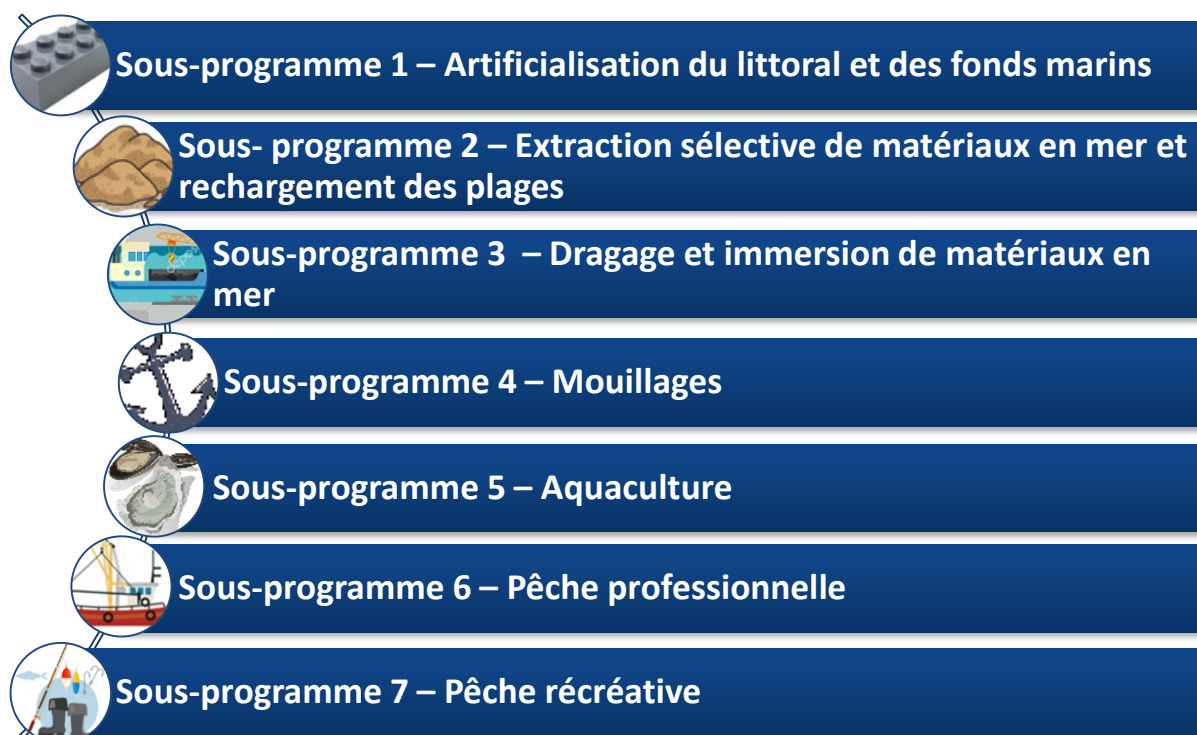 Sous-programme 1 – Artificialisation du littoral et des fonds marins
Sous- programme 2 – Extraction sélective de matériaux en mer et
rechargement des plages
Sous-programme 3 – Dragage et immersion de matériaux en
mer
Sous-programme 4 – Mouillages
Sous-programme 5 – Aquaculture
Sous-programme 6 – Pêche professionnelle
Sous-programme 7 – Pêche récréative